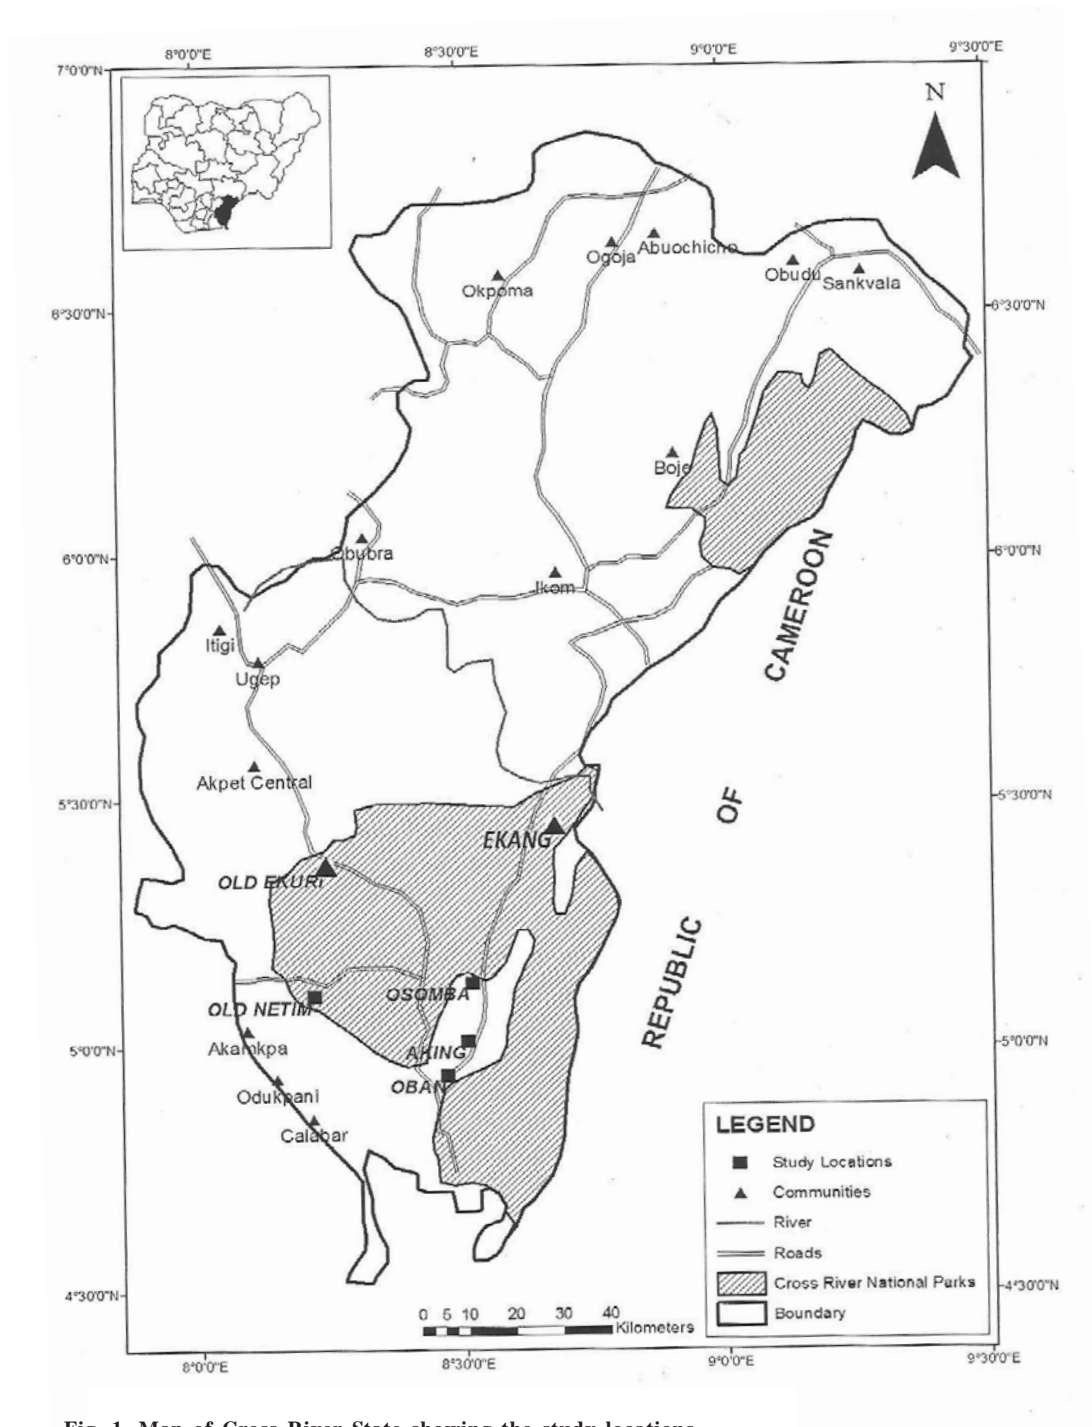 8°0'0"E 8°30'0"E 9°0'0"E 9°30'0"E
7°0'0"N
N
Ogoja
Abuochicho
Okpoma
Obudu
Sankvala
6°30'0"N
6°30'0"N
Boje
Obubra
6°0'0"N
6°0'0"N
Ikom
CAMEROON
Itigi
Ugep
Akpet Central
5°30'0"N
5°30'0"N
OF
EKANG
OLD EKURI
REPUBLIC
OSOMBA
OLD NETIM
Akamkpa
AKING
5°0'0"N
5°0'0"N
OBAN
Odukpani
Calabar
LEGEND
Study Locations
Communities
River
Roads
Cross River National Parks
Boundary
4°30'0"N
4°30'0"N
0 5 10 20 30 40
Kilometers
8°0'0"E 8°30'0"E 9°0'0"E 9°30'0"E
Fig. 1. Map of Cross River State showing the study locations